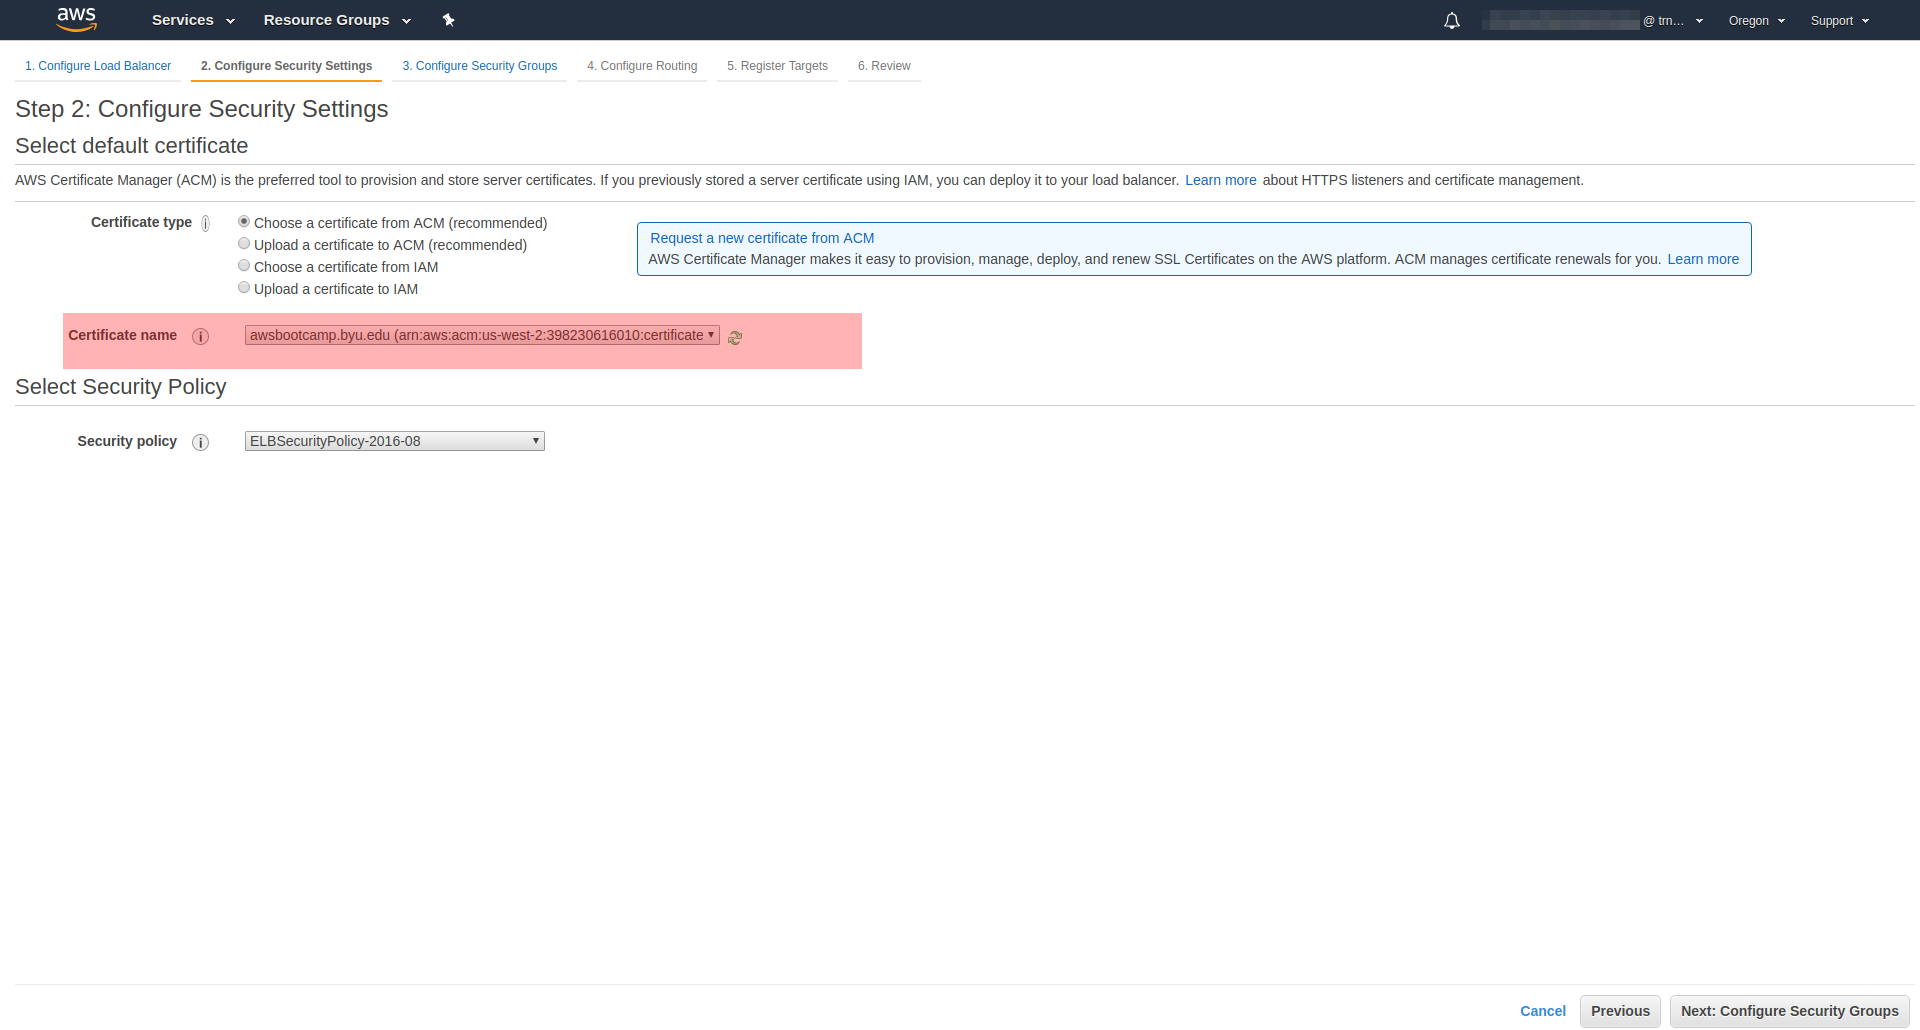 aws Services Resource Groups @ trn... Oregon Support
1. Configure Load Balancer 2. Configure Security Settings 3. Configure Security Groups 4. Configure Routing 5. Register Targets 6. Review
Step 2: Configure Security Settings
Select default certificate
AWS Certificate Manager (ACM) is the preferred tool to provision and store server certificates. If you previously stored a server certificate using IAM, you can deploy it to your load balancer. Learn more about HTTPS listeners and certificate management.
Certificate type i Choose a certificate from ACM (recommended)
Upload a certificate to ACM (recommended)
Choose a certificate from IAM
Upload a certificate to IAM
Request a new certificate from ACM
AWS Certificate Manager makes it easy to provision, manage, deploy, and renew SSL Certificates on the AWS platform. ACM manages certificate renewals for you. Learn more
Certificate name i awsbootcamp.byu.edu (arn:aws:acm:us-west-2:398230616010:certificate
Select Security Policy
Security policy i ELBSecurityPolicy-2016-08
Cancel Previous Next: Configure Security Groups